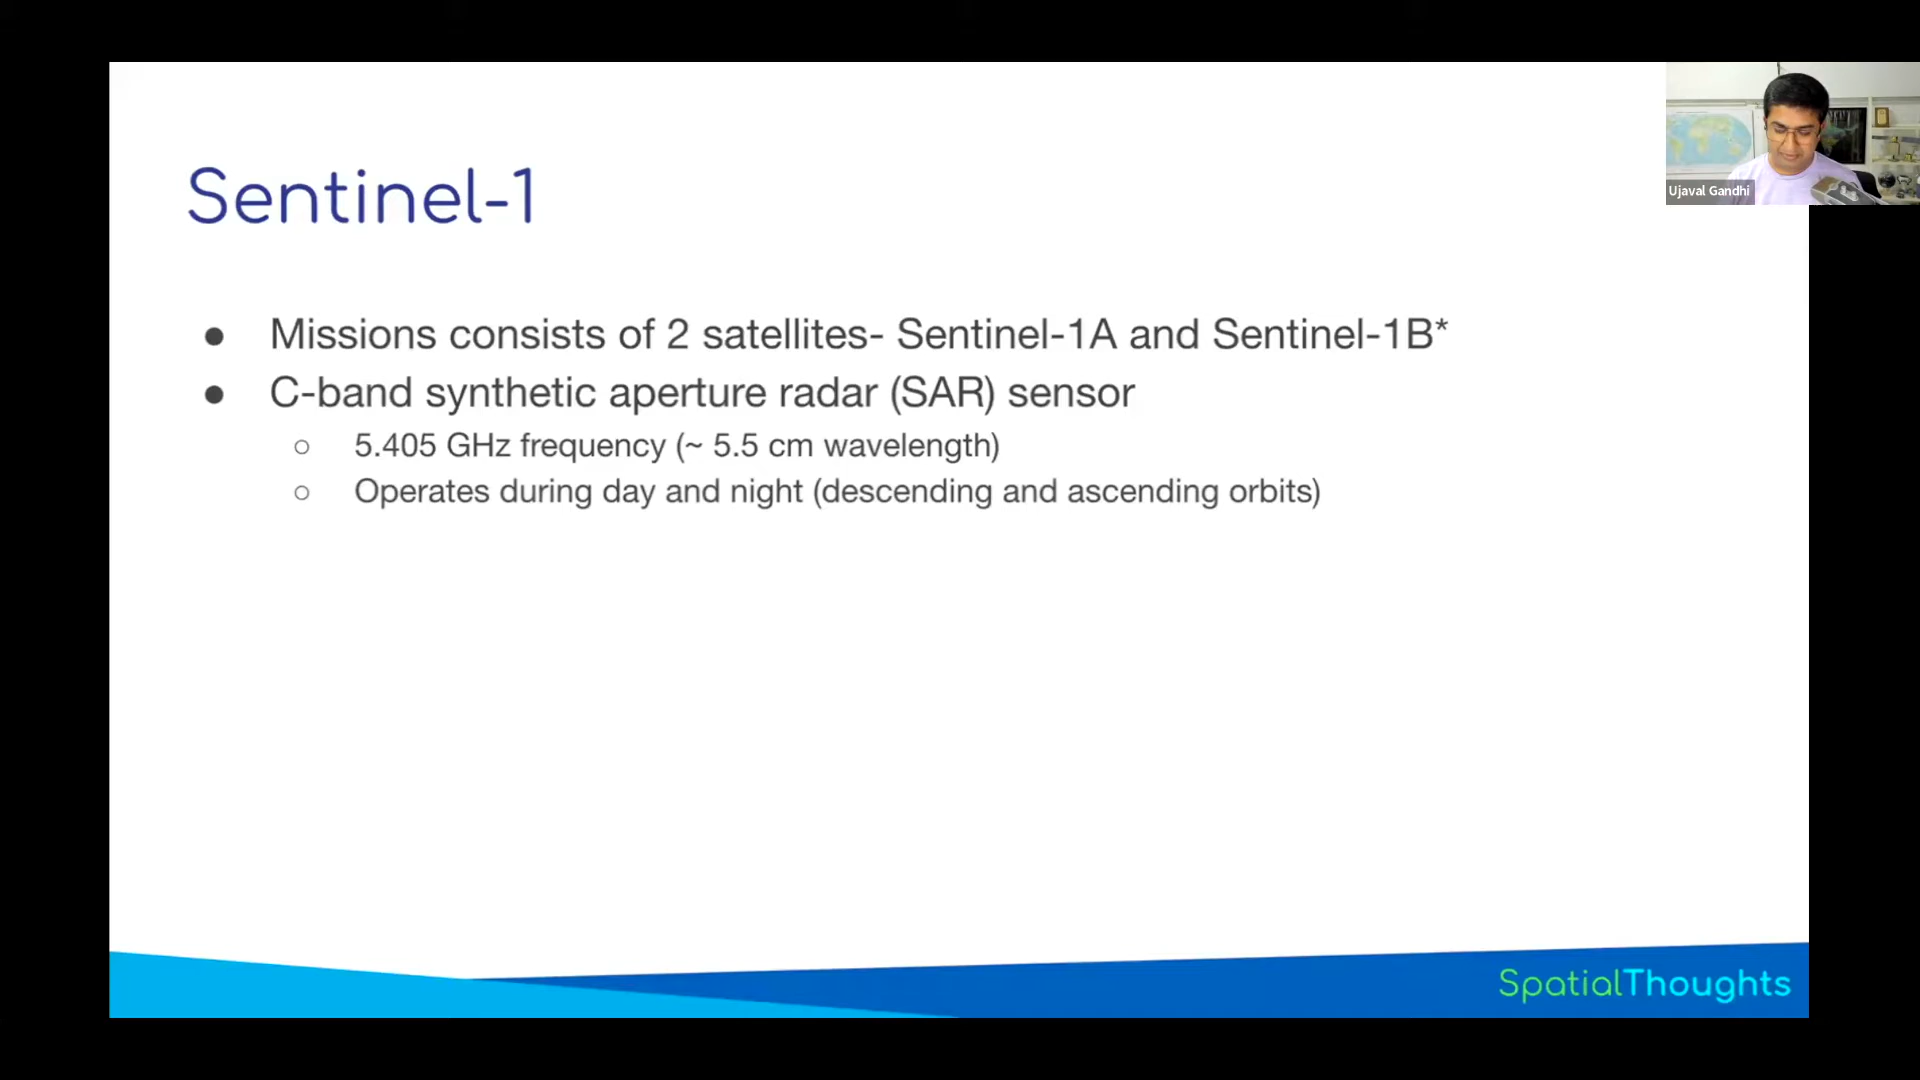 Sentinel-1
Ujaval Gandhi
● Missions consists of 2 satellites- Sentinel-1A and Sentinel-1B*
● C-band synthetic aperture radar (SAR) sensor
○ 5.405 GHz frequency (~ 5.5 cm wavelength)
○ Operates during day and night (descending and ascending orbits)
SpatialThoughts